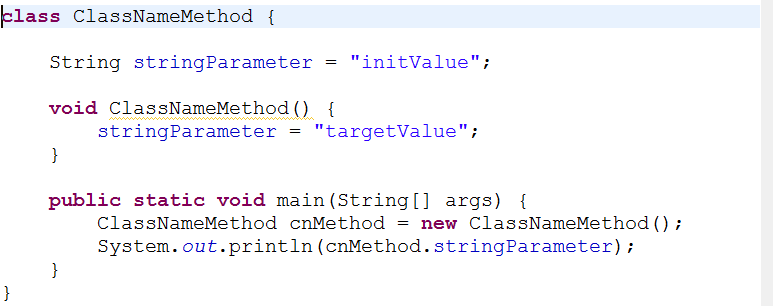 class ClassNameMethod {
String stringParameter = "initValue";
void ClassNameMethod() {
stringParameter = "targetValue";
}
public static void main(String[] args) {
ClassNameMethod cnMethod = new ClassNameMethod();
System.out.println(cnMethod.stringParameter);
}
}